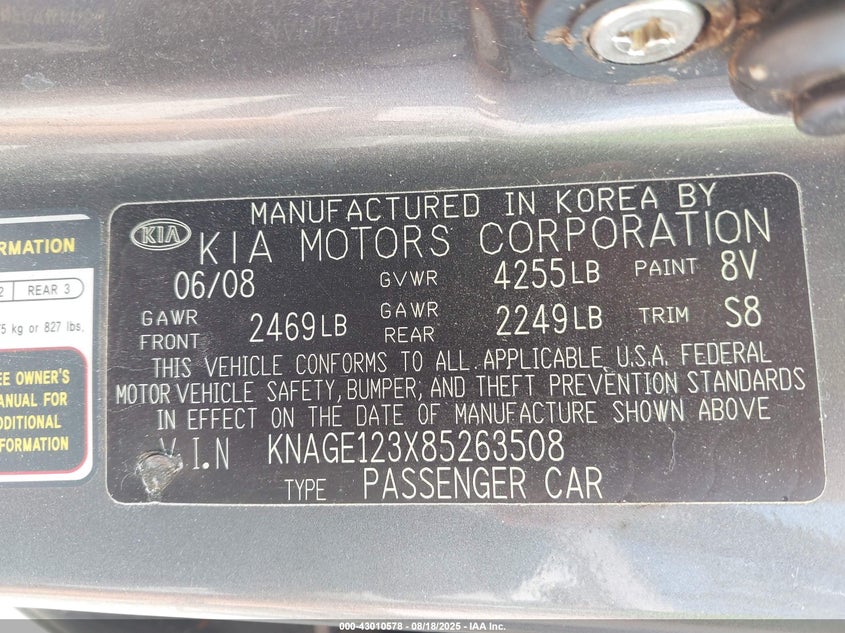 MANUFACTURED IN KOREA BY
KIA KIA MOTORS CORPORATION
06/08 GVWR 4255LB PAINT 8V
GAWR FRONT 2469LB GAWR REAR 2249LB TRIM S8
THIS VEHICLE CONFORMS TO ALL APPLICABLE U.S.A. FEDERAL
MOTOR VEHICLE SAFETY, BUMPER, AND THEFT PREVENTION STANDARDS
IN EFFECT ON THE DATE OF MANUFACTURE SHOWN ABOVE
V.I.N KNAGE123X85263508
TYPE PASSENGER CAR
ORMATION
2 REAR 3
5 kg or 827 lbs.
EE OWNER'S
ANUAL FOR
DDITIONAL
FORMATION
000-43010578 - 08/18/2025 - IAA Inc.